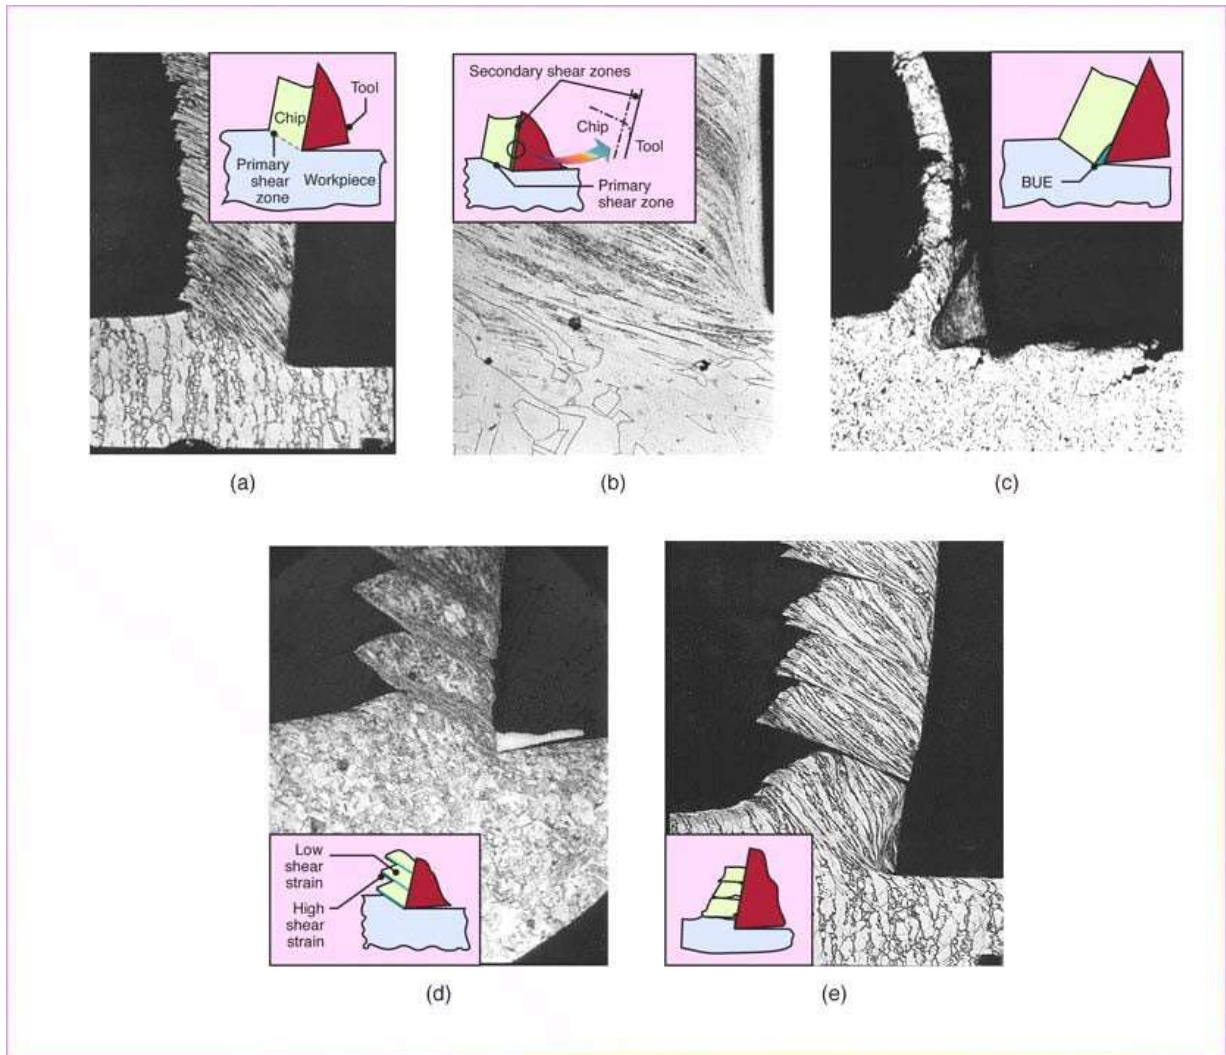 Tool
Chip
Primary
shear
zone
Workpiece
(a)
Secondary shear zones
Chip
Tool
Primary
shear zone
(b)
BUE
(c)
Low
shear
strain
High
shear
strain
(d)
(e)